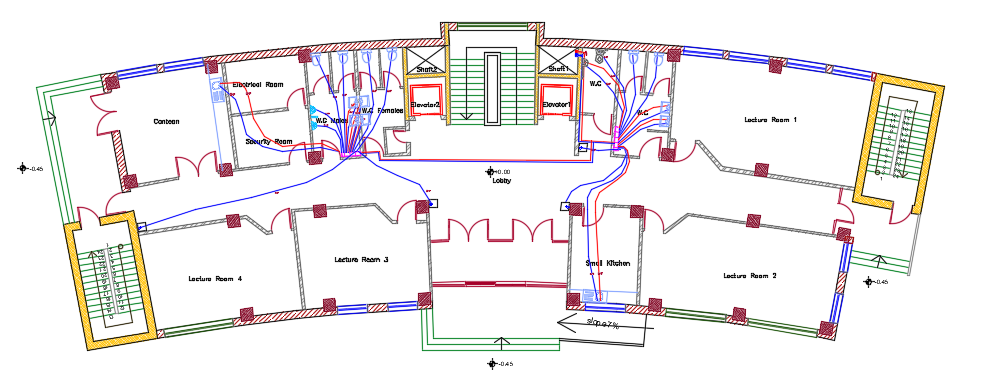 Shaft2
Shaft1
Electrical Room
W.C
Elevator2
Elevator1
W.C Males
W.C Females
W.C
Canteen
Lecture Room 1
Security Room
-0.45
±0.00
Lobby
Lecture Room 3
Small Kitchen
Lecture Room 4
Lecture Room 2
-0.45
slope7%
-0.45